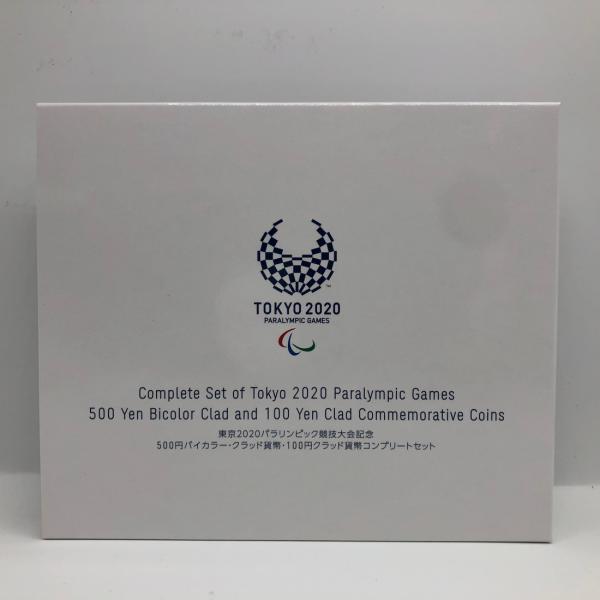 TM
TOKYO 2020
PARALYMPIC GAMES
Complete Set of Tokyo 2020 Paralympic Games
500 Yen Bicolor Clad and 100 Yen Clad Commemorative Coins
東京2020パラリンピック競技大会記念
500円バイカラー・クラッド貨幣・100円クラッド貨幣コンプリートセット